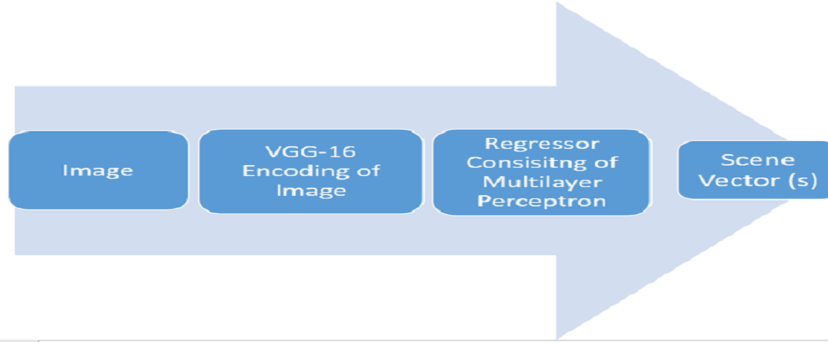 Image
VGG-16
Encoding of
Image
Regressor
Consisitng of
Multilayer
Perceptron
Scene
Vector (s)